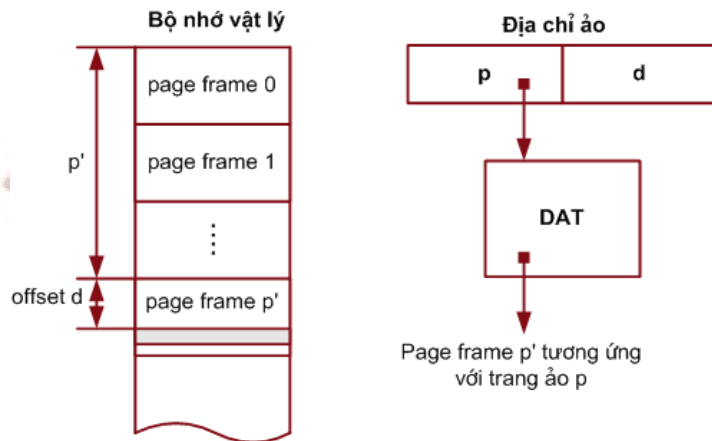 Bộ nhớ vật lý
page frame 0
page frame 1
p'
offset d
page frame p'
Địa chỉ ảo
p
d
DAT
Page frame p' tương ứng
với trang ảo p